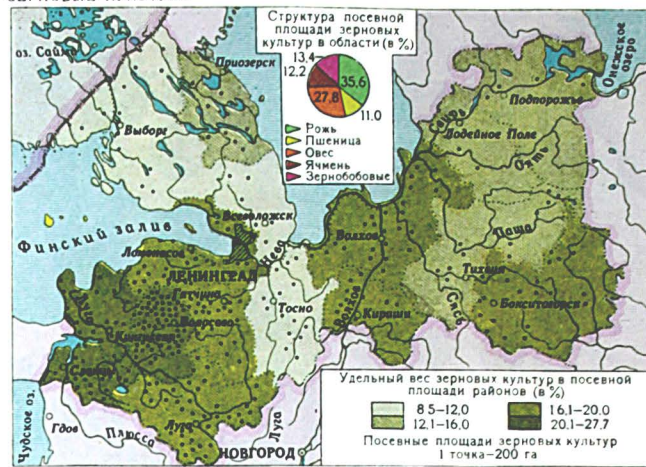 Структура посевной
площади зерновых
культур в области (в %)
13,4
12,2
35,6
27,8
11.0
Рожь
Пшеница
Овес
Ячмень
Зернобобовые
оз. Сайма
Приозерск
Выборг
Онежское
озеро
Подпорожье
Свирь
Лодейное Поле
Оять
Паша
Всеволожск
Финский залив
Ломоносов
ЛЕНИНГРАД
Нева
Волхов
Тихвин
Гатчина
Тосно
Волхов
Кириши
Сясь
Бокситогорск
Волосово
Кингисепп
Сланцы
Луга
Луга
Чудское оз.
Гдов
Плюсса
НОВГОРОД
Удельный вес зерновых культур в посевной
площади районов (в %)
8 5–12,0
16,1–20.0
12,1–16,0
20.1–27.7
Посевные площади зерновых культур
1 точка–200 га